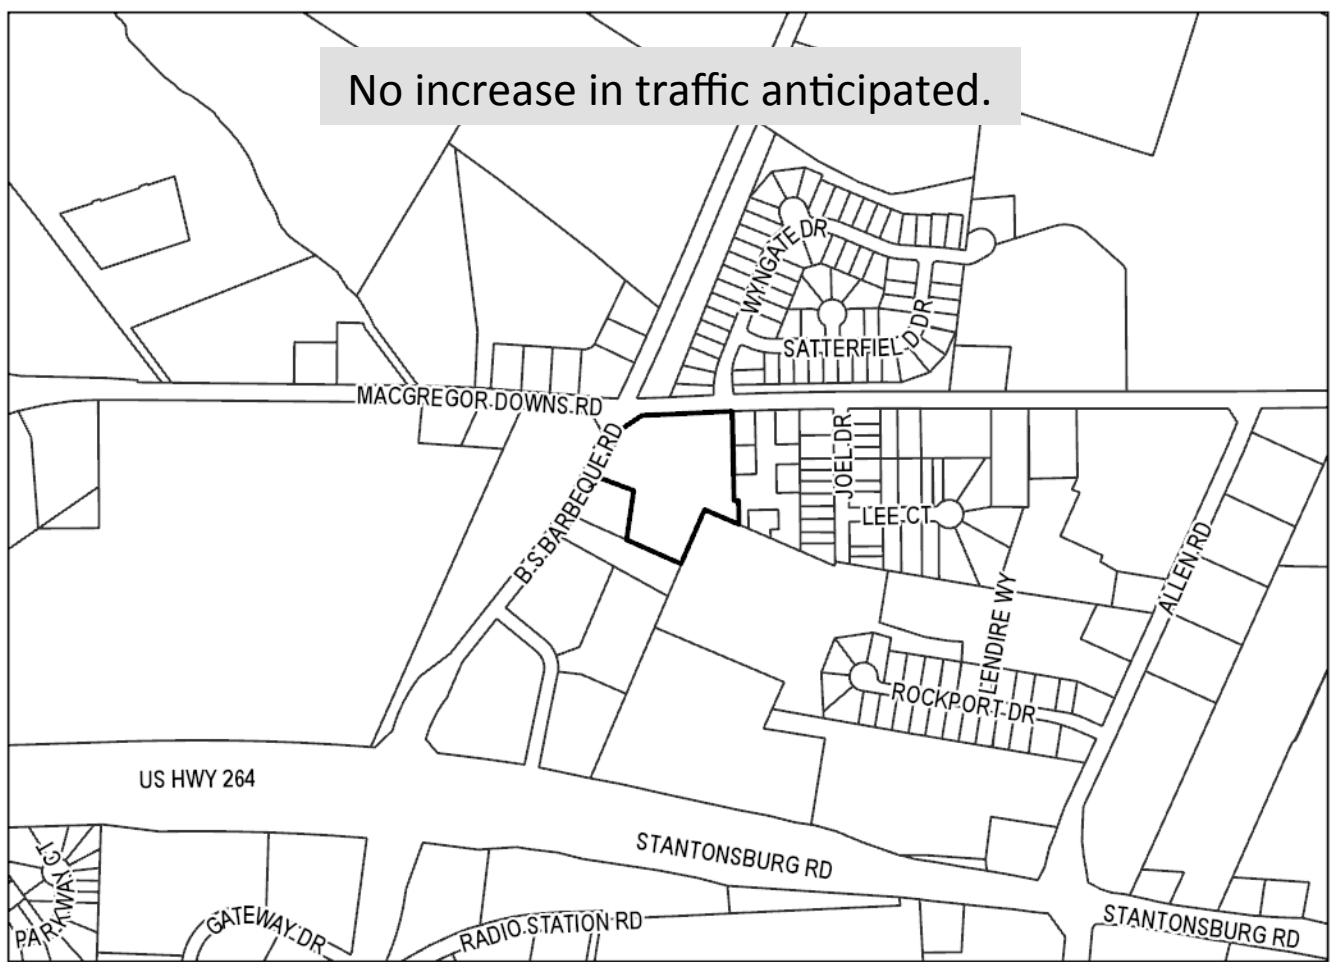 No increase in traffic anticipated.
WYNGATE DR
SATTERFIEL D DR
MACGREGOR DOWNS RD
B.S.BARBEQUE RD
JOEL DR
LEE CT
ALLEN RD
LENDIRE WY
ROCKPORT DR
US HWY 264
STANTONSBURG RD
PARKWAY CT
GATEWAY DR
RADIO STATION RD
STANTONSBURG RD